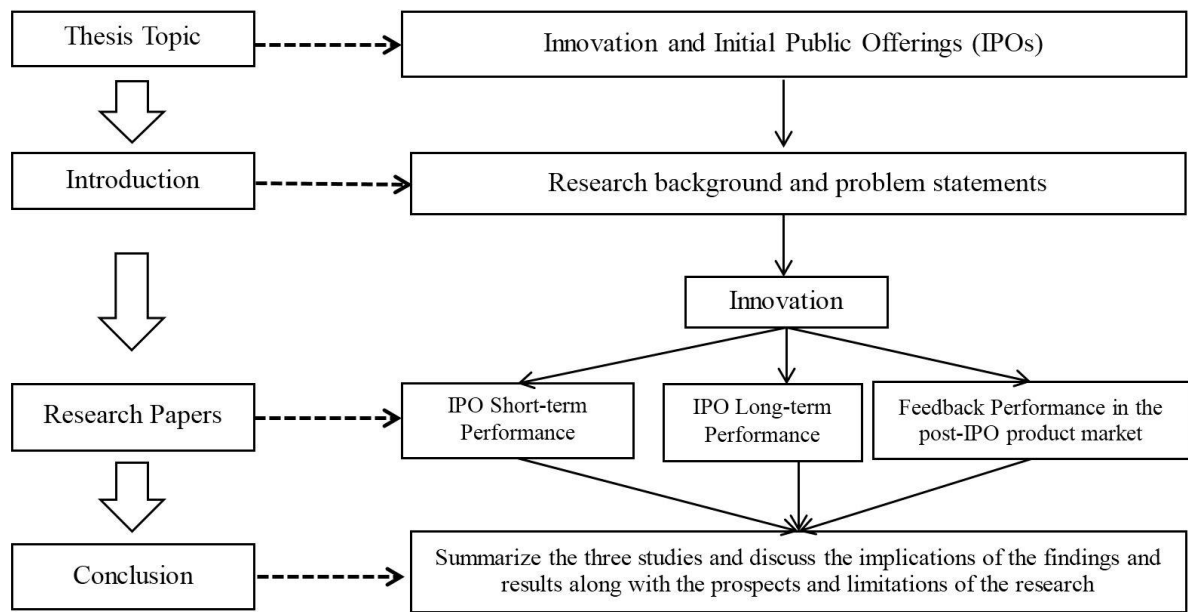 Thesis Topic
Innovation and Initial Public Offerings (IPOs)
Introduction
Research background and problem statements
Innovation
Research Papers
IPO Short-term
Performance
IPO Long-term
Performance
Feedback Performance in the
post-IPO product market
Conclusion
Summarize the three studies and discuss the implications of the findings and
results along with the prospects and limitations of the research